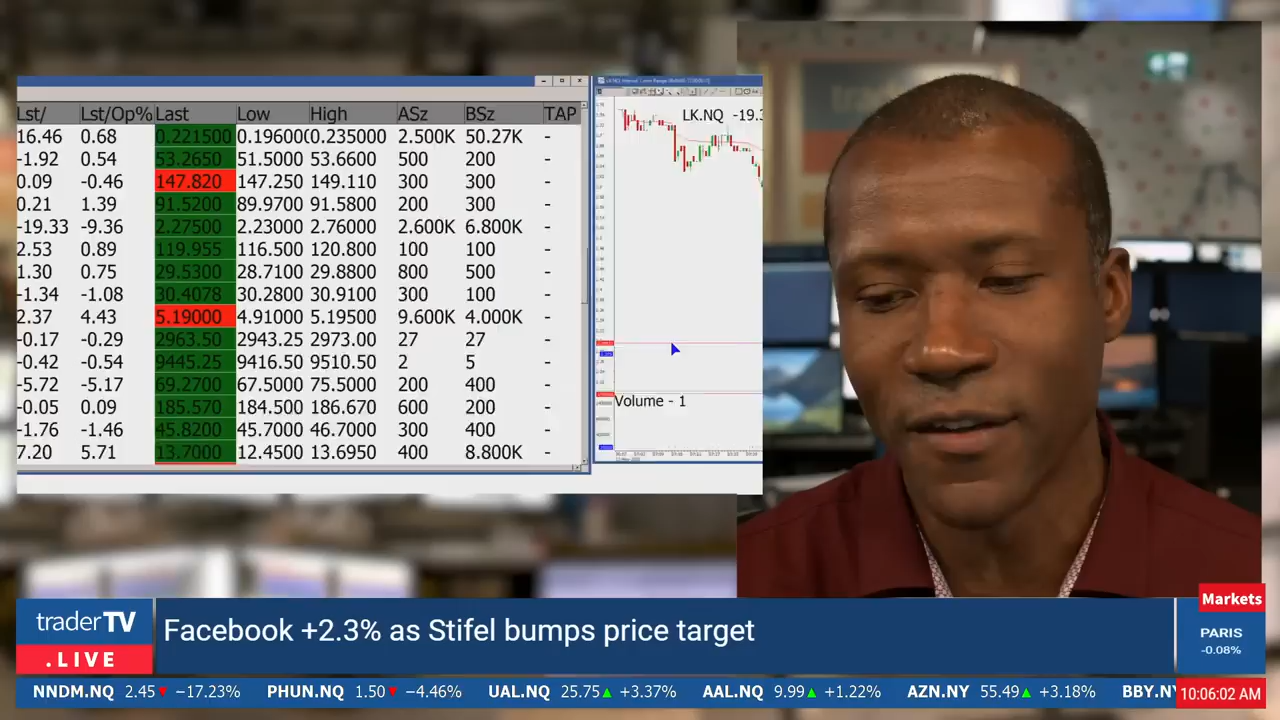 Lst/ Lst/Op% Last Low High ASz BSz TAP
16.46 0.68 0.221500 0.196000 0.235000 2.500K 50.27K -
-1.92 0.54 53.2650 51.5000 53.6600 500 200 -
0.09 -0.46 147.820 147.250 149.110 300 300 -
0.21 1.39 91.5200 89.9700 91.5800 200 300 -
-19.33 -9.36 2.27500 2.23000 2.76000 2.600K 6.800K -
2.53 0.89 119.955 116.500 120.800 100 100 -
1.30 0.75 29.5300 28.7100 29.8800 800 500 -
-1.34 -1.08 30.4078 30.2800 30.9100 300 100 -
2.37 4.43 5.19000 4.91000 5.19500 9.600K 4.000K -
-0.17 -0.29 2963.50 2943.25 2973.00 27 27 -
-0.42 -0.54 9445.25 9416.50 9510.50 2 5 -
-5.72 -5.17 69.2700 67.5000 75.5000 200 400 -
-0.05 0.09 185.570 184.500 186.670 600 200 -
-1.76 -1.46 45.8200 45.7000 46.7000 300 400 -
7.20 5.71 13.7000 12.4500 13.6950 400 8.800K -
LK.NQ -19.3
Volume - 1
traderTV
.LIVE
Facebook +2.3% as Stifel bumps price target
Markets
PARIS
-0.08%
NNDM.NQ 2.45 ▼ −17.23% PHUN.NQ 1.50 ▼ −4.46% UAL.NQ 25.75 ▲ +3.37% AAL.NQ 9.99 ▲ +1.22% AZN.NY 55.49 ▲ +3.18% BBY.NY
10:06:02 AM